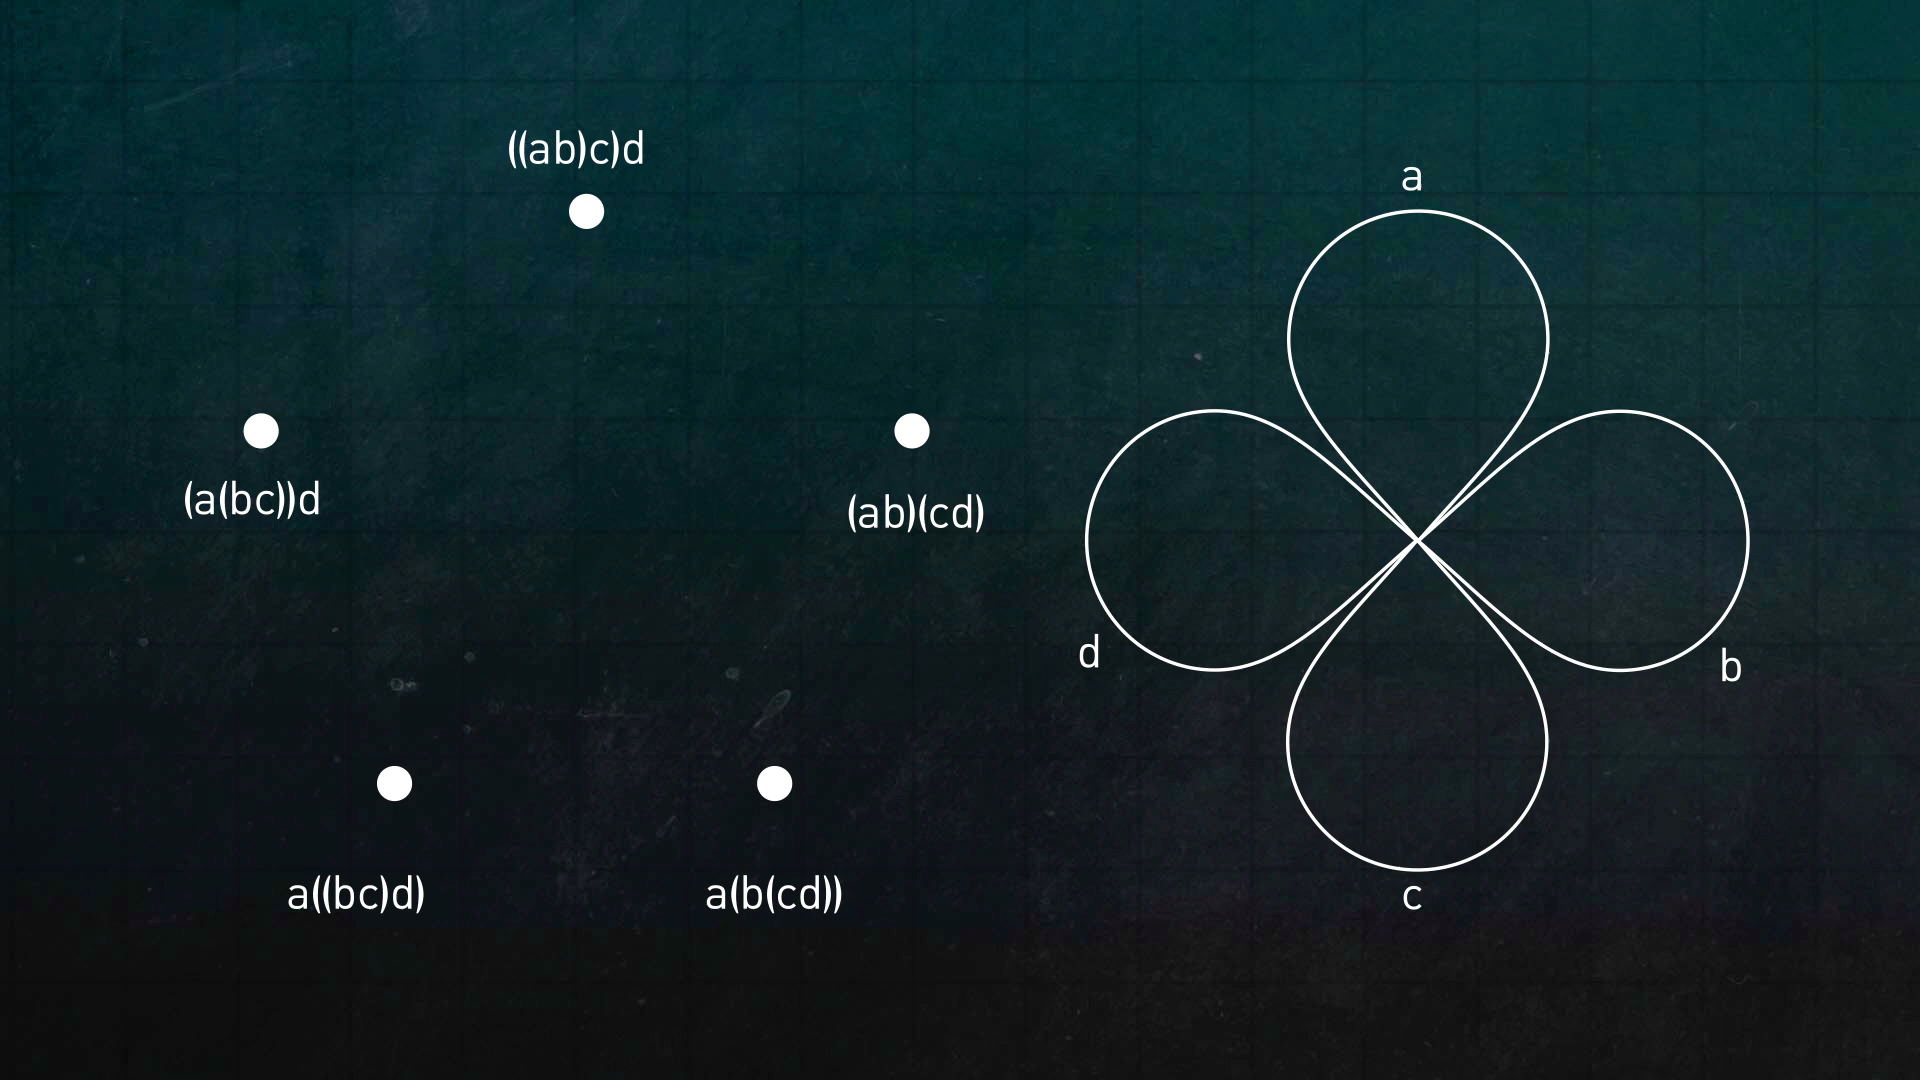 ((ab)c)d
(a(bc))d
(ab)(cd)
a((bc)d)
a(b(cd))
a
b
c
d